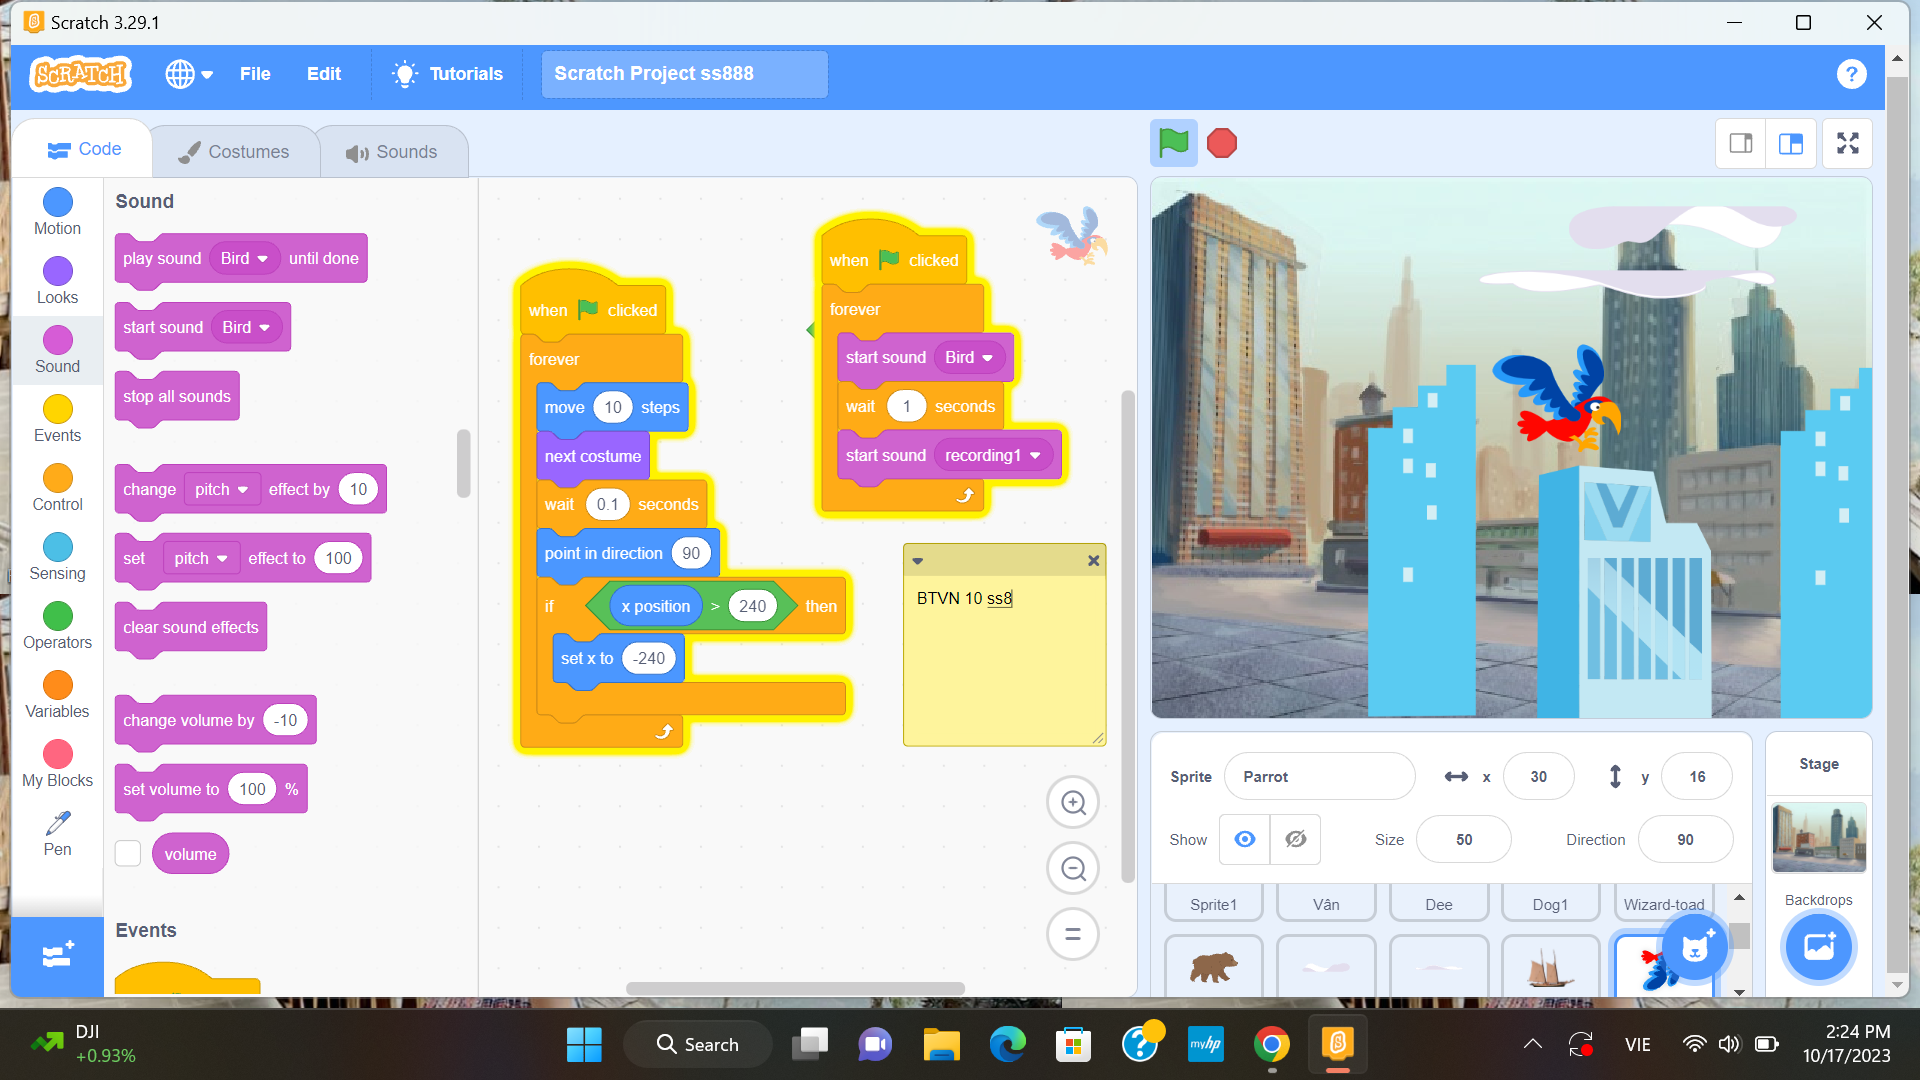 Scratch 3.29.1
SCRATCH
File
Edit
Tutorials
Scratch Project ss888
?
Code
Costumes
Sounds
Motion
Looks
Sound
Events
Control
Sensing
Operators
Variables
My Blocks
Pen
Sound
play sound Bird until done
start sound Bird
stop all sounds
change pitch effect by 10
set pitch effect to 100
clear sound effects
change volume by -10
set volume to 100 %
volume
Events
when clicked
forever
move 10 steps
next costume
wait 0.1 seconds
point in direction 90
if x position > 240 then
set x to -240
when clicked
forever
start sound Bird
wait 1 seconds
start sound recording1
BTVN 10 ss8
V
Sprite Parrot x 30 y 16
Show Size 50 Direction 90
Sprite1
Vân
Dee
Dog1
Wizard-toad
Stage
Backdrops
DJI
+0.93%
Search
myhp
VIE
2:24 PM
10/17/2023